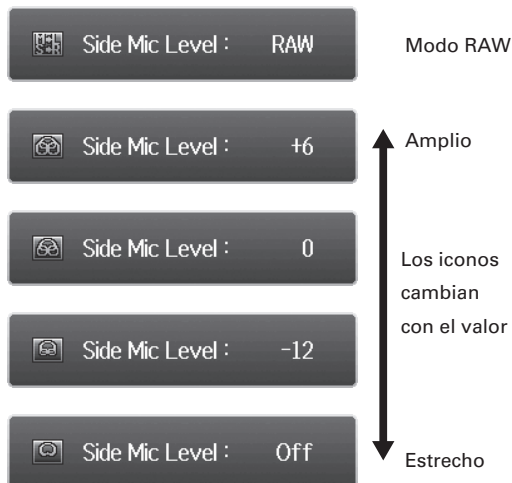 Side Mic Level : RAW
Modo RAW
Side Mic Level : +6
Amplio
Side Mic Level : 0
Los iconos
cambian
con el valor
Side Mic Level : -12
Side Mic Level : Off
Estrecho